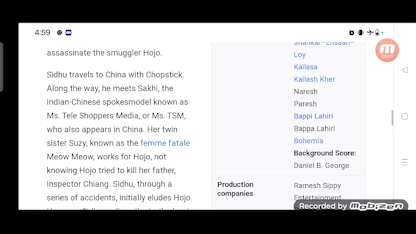 4:59
assassinate the smuggler Hojo.
Sidhu travels to China with Chopstick.
Along the way, he meets Sakhi, the
Indian-Chinese spokesmodel known as
Ms. Tele Shoppers Media, or Ms. TSM,
who also appears in China. Her twin
sister Suzy, known as the femme fatale
Meow Meow, works for Hojo, not
knowing Hojo tried to kill her father,
Inspector Chiang. Sidhu, through a
series of accidents, initially eludes Hojo.
Shankar–Ehsaan–
Loy
Kailasa
Kailash Kher
Naresh
Paresh
Bappi Lahiri
Bappa Lahiri
Bohemia
Background Score:
Daniel B. George
Production
companies
Ramesh Sippy
Entertainment
Recorded by Mobizen